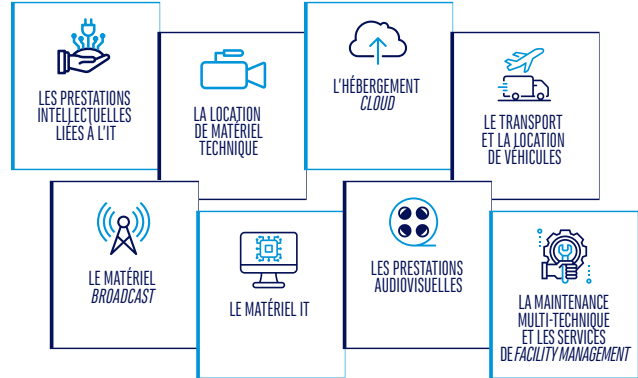 LES PRESTATIONS
INTELLECTUELLES
LIÉES À L'IT
LA LOCATION
DE MATÉRIEL
TECHNIQUE
L'HÉBERGEMENT
CLOUD
LE TRANSPORT
ET LA LOCATION
DE VÉHICULES
LE MATÉRIEL
BROADCAST
LE MATÉRIEL IT
LES PRESTATIONS
AUDIOVISUELLES
LA MAINTENANCE
MULTI-TECHNIQUE
ET LES SERVICES
DE FACILITY MANAGEMENT